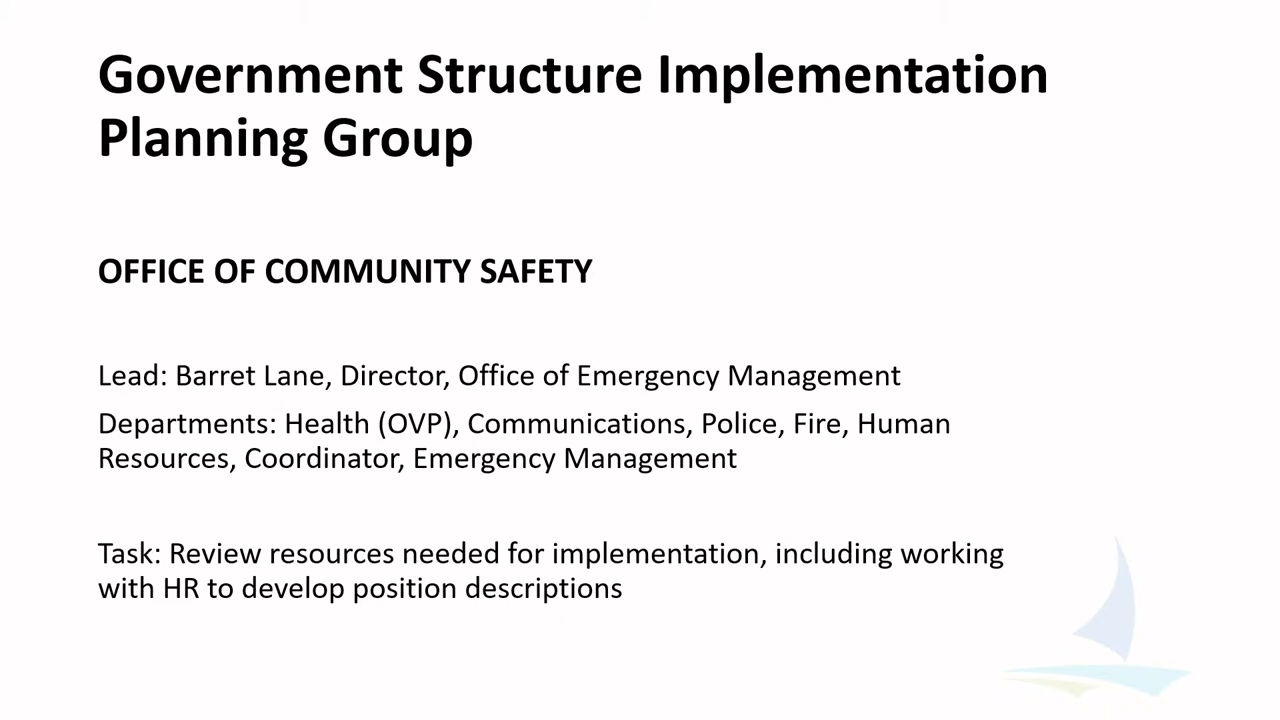 Government Structure Implementation
Planning Group
OFFICE OF COMMUNITY SAFETY
Lead: Barret Lane, Director, Office of Emergency Management
Departments: Health (OVP), Communications, Police, Fire, Human
Resources, Coordinator, Emergency Management
Task: Review resources needed for implementation, including working
with HR to develop position descriptions